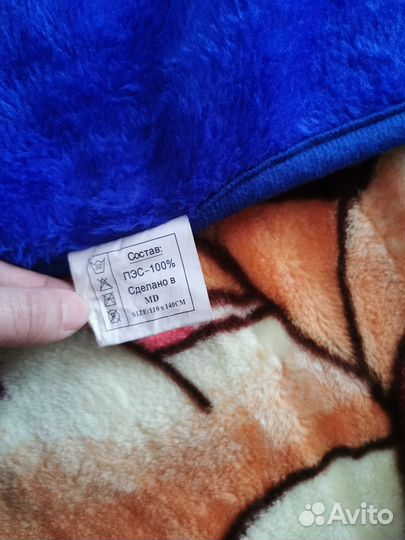 Состав:
ПЭС-100%
Сделано в
MD
SIZE:110 x 140CM
Avito